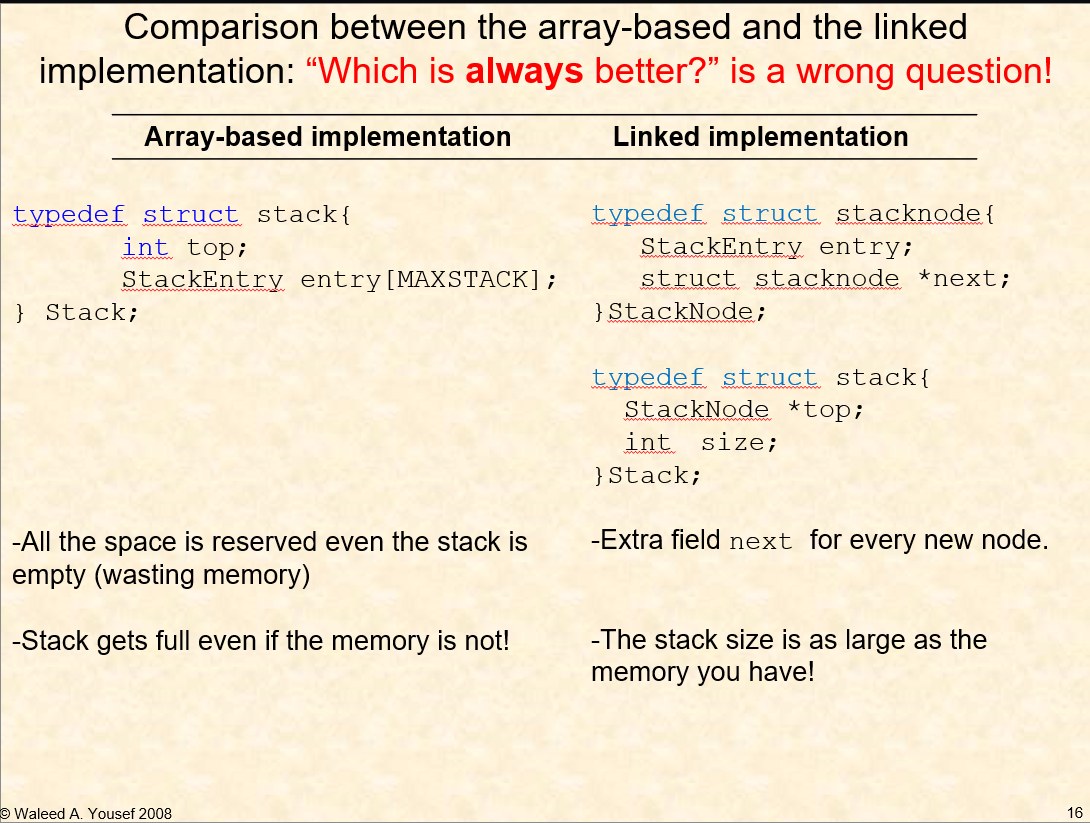 Comparison between the array-based and the linked
implementation: “Which is always better?” is a wrong question!
Array-based implementation
Linked implementation
typedef struct stack{
int top;
StackEntry entry[MAXSTACK];
} Stack;
typedef struct stacknode{
StackEntry entry;
struct stacknode *next;
}StackNode;
typedef struct stack{
StackNode *top;
int size;
}Stack;
-All the space is reserved even the stack is
empty (wasting memory)
-Extra field next for every new node.
-Stack gets full even if the memory is not!
-The stack size is as large as the
memory you have!
© Waleed A. Yousef 2008
16